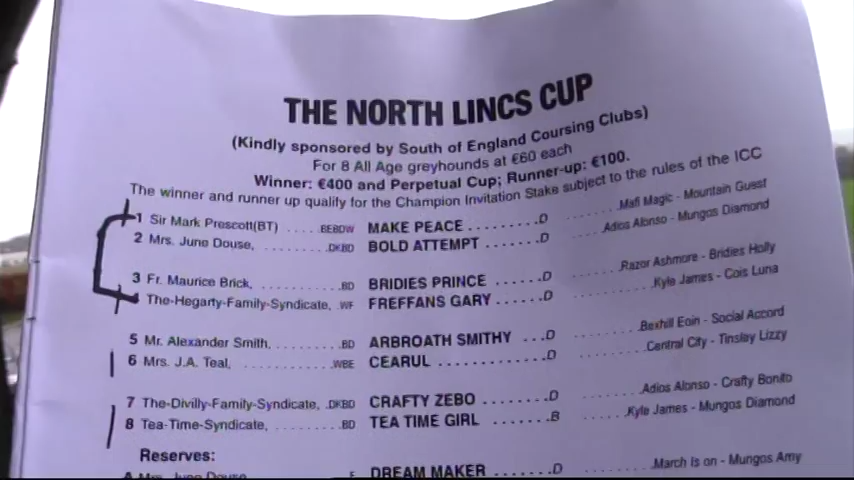 THE NORTH LINCS CUP
(Kindly sponsored by South of England Coursing Clubs)
For 8 All Age greyhounds at €60 each
Winner: €400 and Perpetual Cup; Runner-up: €100.
The winner and runner up qualify for the Champion Invitation Stake subject to the rules of the ICC
1 Sir Mark Prescott(BT) .....BEBDW MAKE PEACE.........D .......Mafi Magic - Mountain Guest
2 Mrs. June Douse, ..........DKBD BOLD ATTEMPT.......D .....Adios Alonso - Mungos Diamond
3 Fr. Maurice Brick, ............BD BRIDIES PRINCE......D .......Razor Ashmore - Bridies Holly
The-Hegarty-Family-Syndicate, .WF FREFFANS GARY......D ............Kyle James - Cois Luna
5 Mr. Alexander Smith, ..........BD ARBROATH SMITHY ...D .........Bexhill Eoin - Social Accord
6 Mrs. J.A. Teal, ..............WBE CEARUL............D .........Central City - Tinslay Lizzy
7 The-Divilly-Family-Syndicate, .DKBD CRAFTY ZEBO........D .........Adios Alonso - Crafty Bonito
8 Tea-Time-Syndicate, ...........BD TEA TIME GIRL.......B ......Kyle James - Mungos Diamond
Reserves:
A Mrs. June Douse DREAM MAKER.......D .........March Is on - Mungos Amy